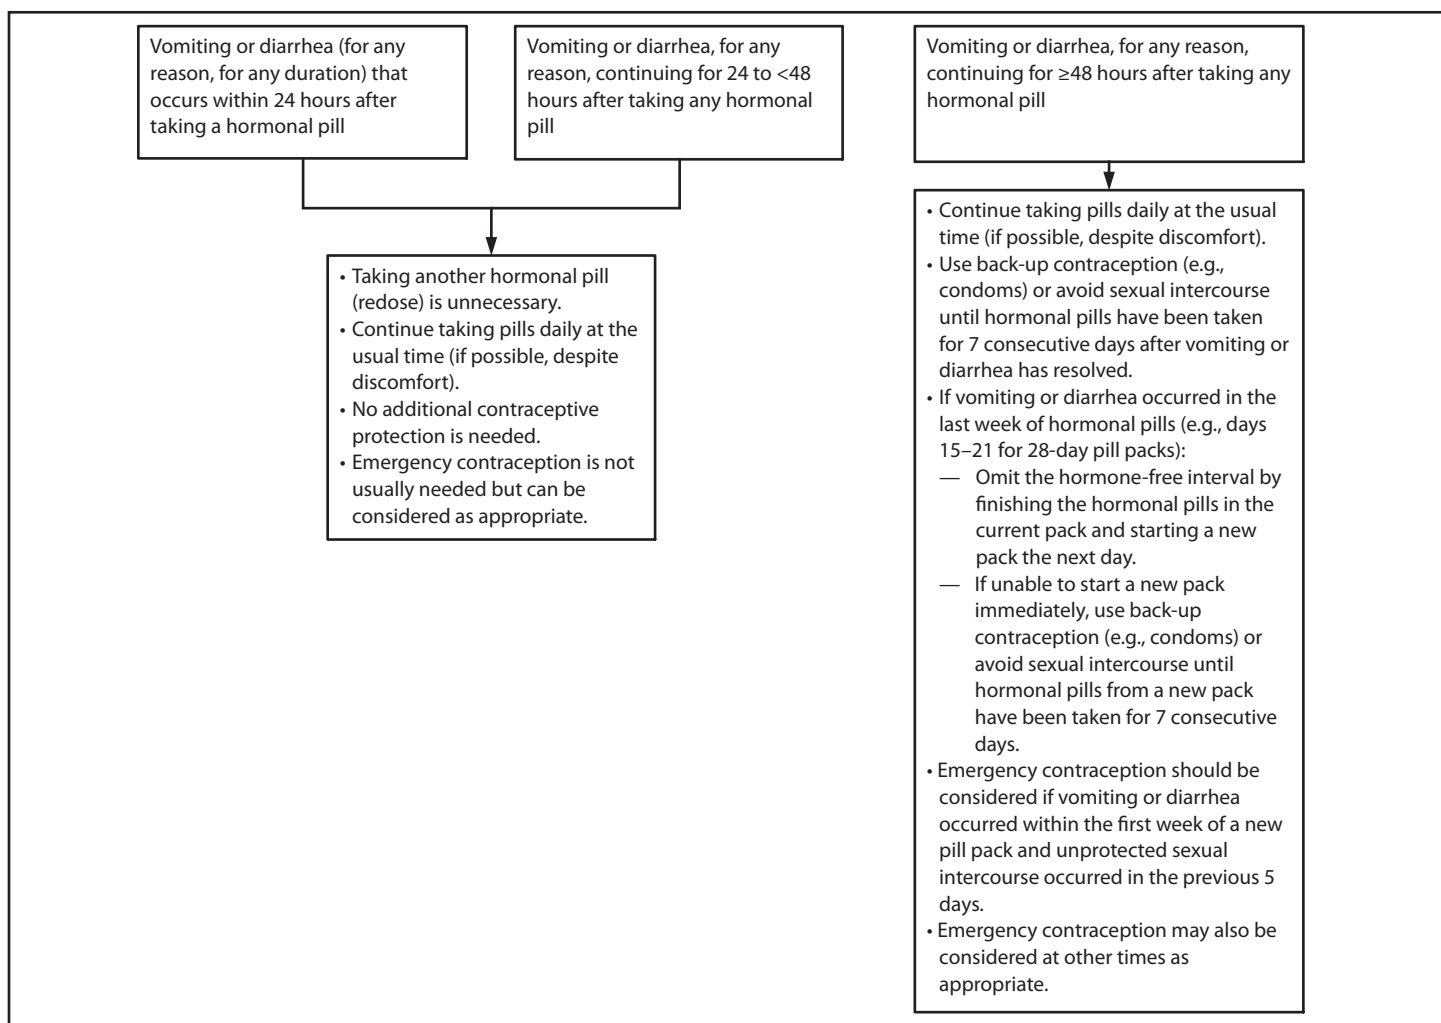 Vomiting or diarrhea (for any
reason, for any duration) that
occurs within 24 hours after
taking a hormonal pill
Vomiting or diarrhea, for any
reason, continuing for 24 to <48
hours after taking any hormonal
pill
Vomiting or diarrhea, for any reason,
continuing for ≥48 hours after taking any
hormonal pill
• Taking another hormonal pill
(redose) is unnecessary.
• Continue taking pills daily at the
usual time (if possible, despite
discomfort).
• No additional contraceptive
protection is needed.
• Emergency contraception is not
usually needed but can be
considered as appropriate.
• Continue taking pills daily at the usual
time (if possible, despite discomfort).
• Use back-up contraception (e.g.,
condoms) or avoid sexual intercourse
until hormonal pills have been taken
for 7 consecutive days after vomiting or
diarrhea has resolved.
• If vomiting or diarrhea occurred in the
last week of hormonal pills (e.g., days
15–21 for 28-day pill packs):
— Omit the hormone-free interval by
finishing the hormonal pills in the
current pack and starting a new
pack the next day.
— If unable to start a new pack
immediately, use back-up
contraception (e.g., condoms) or
avoid sexual intercourse until
hormonal pills from a new pack
have been taken for 7 consecutive
days.
• Emergency contraception should be
considered if vomiting or diarrhea
occurred within the first week of a new
pill pack and unprotected sexual
intercourse occurred in the previous 5
days.
• Emergency contraception may also be
considered at other times as
appropriate.